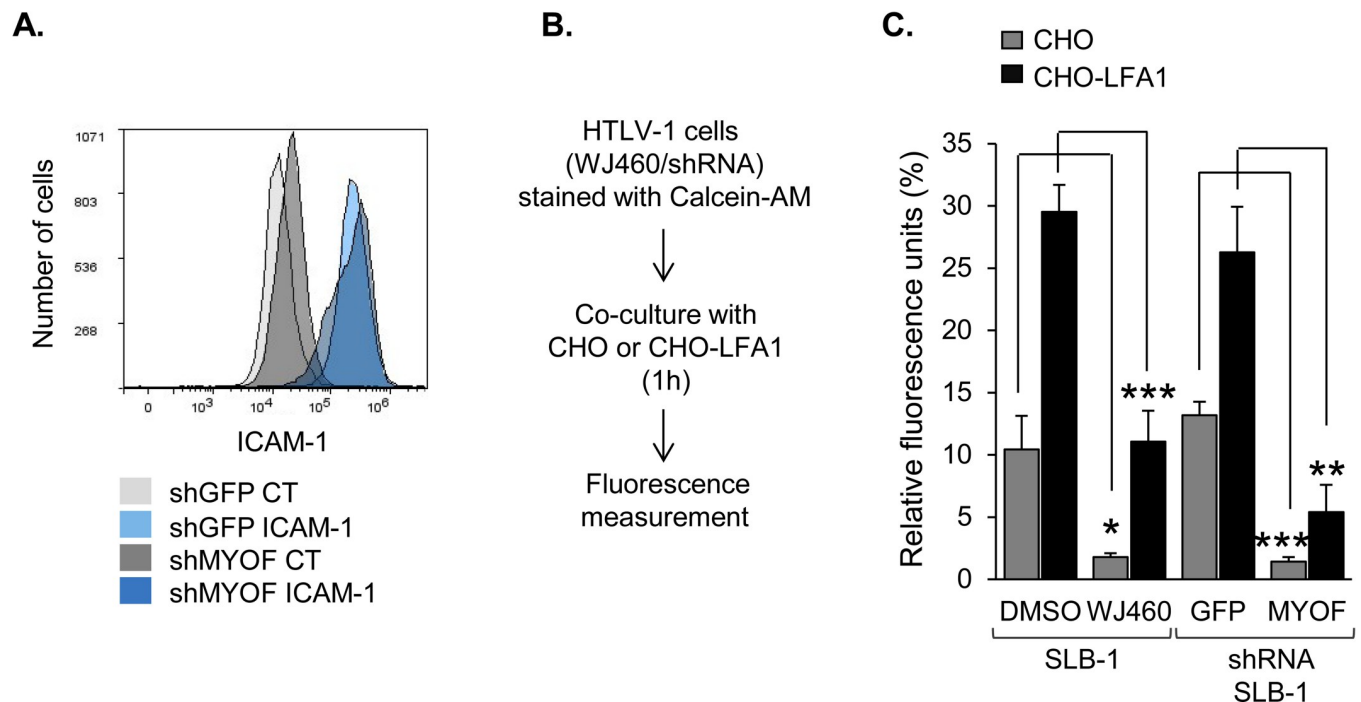 A.
Number of cells
1071
803
536
268
0
10³
10⁴
10⁵
10⁶
ICAM-1
shGFP CT
shGFP ICAM-1
shMYOF CT
shMYOF ICAM-1
B.
HTLV-1 cells
(WJ460/shRNA)
stained with Calcein-AM
Co-culture with
CHO or CHO-LFA1
(1h)
Fluorescence
measurement
C.
CHO
CHO-LFA1
Relative fluorescence units (%)
35
30
25
20
15
10
5
0
*
***
***
**
DMSO WJ460 GFP MYOF
SLB-1
shRNA
SLB-1